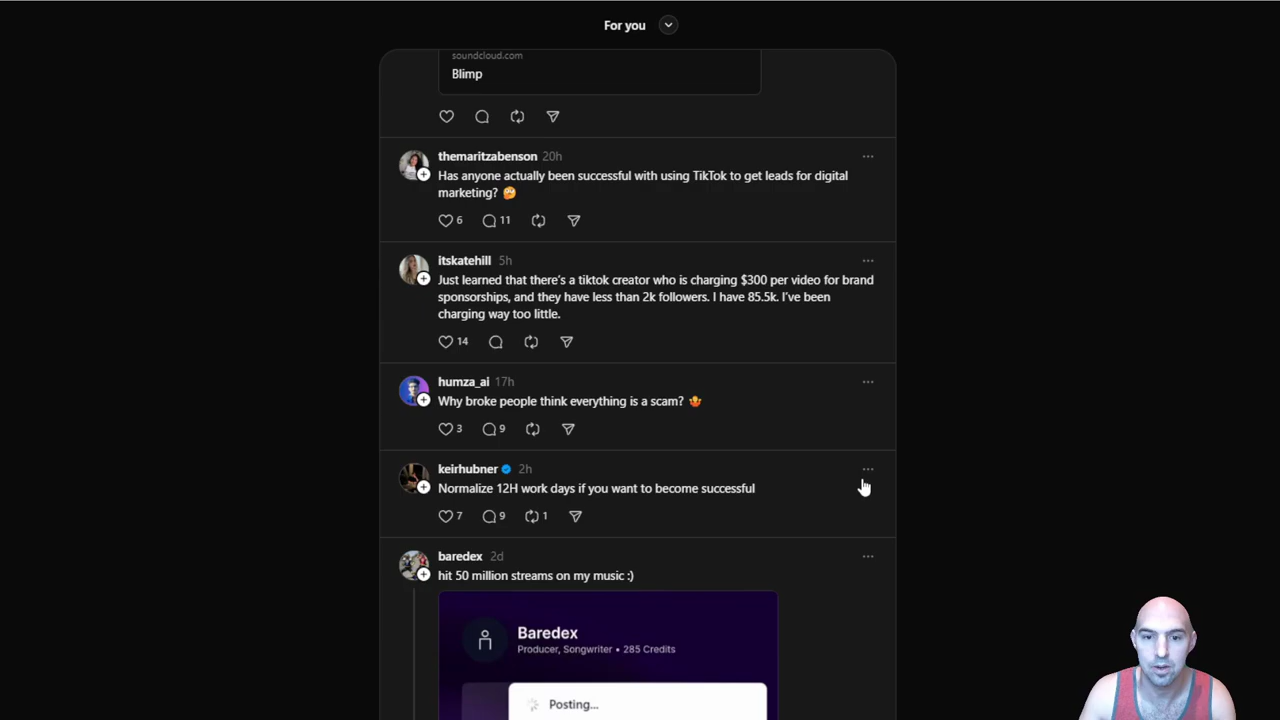 For you
soundcloud.com
Blimp
themaritzabenson 20h
Has anyone actually been successful with using TikTok to get leads for digital
marketing? 🤔
6 11
itskatehill 5h
Just learned that there's a tiktok creator who is charging $300 per video for brand
sponsorships, and they have less than 2k followers. I have 85.5k. I've been
charging way too little.
14
humza_ai 17h
Why broke people think everything is a scam? 🤷
3 9
keirhubner 2h
Normalize 12H work days if you want to become successful
7 9 1
baredex 2d
hit 50 million streams on my music :)
Baredex
Producer, Songwriter • 285 Credits
Posting...